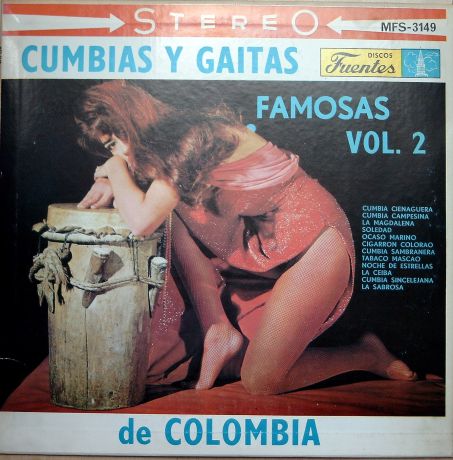 STEREO
MFS-3149
CUMBIAS Y GAITAS
DISCOS
Fuentes
FAMOSAS
VOL. 2
CUMBIA CIENAGUERA
CUMBIA CAMPESINA
LA MAGDALENA
SOLEDAD
OCASO MARINO
CIGARRON COLORAO
CUMBIA SAMBRANERA
TABACO MASCAO
NOCHE DE ESTRELLAS
LA CEIBA
CUMBIA SINCELEJANA
LA SABROSA
de COLOMBIA